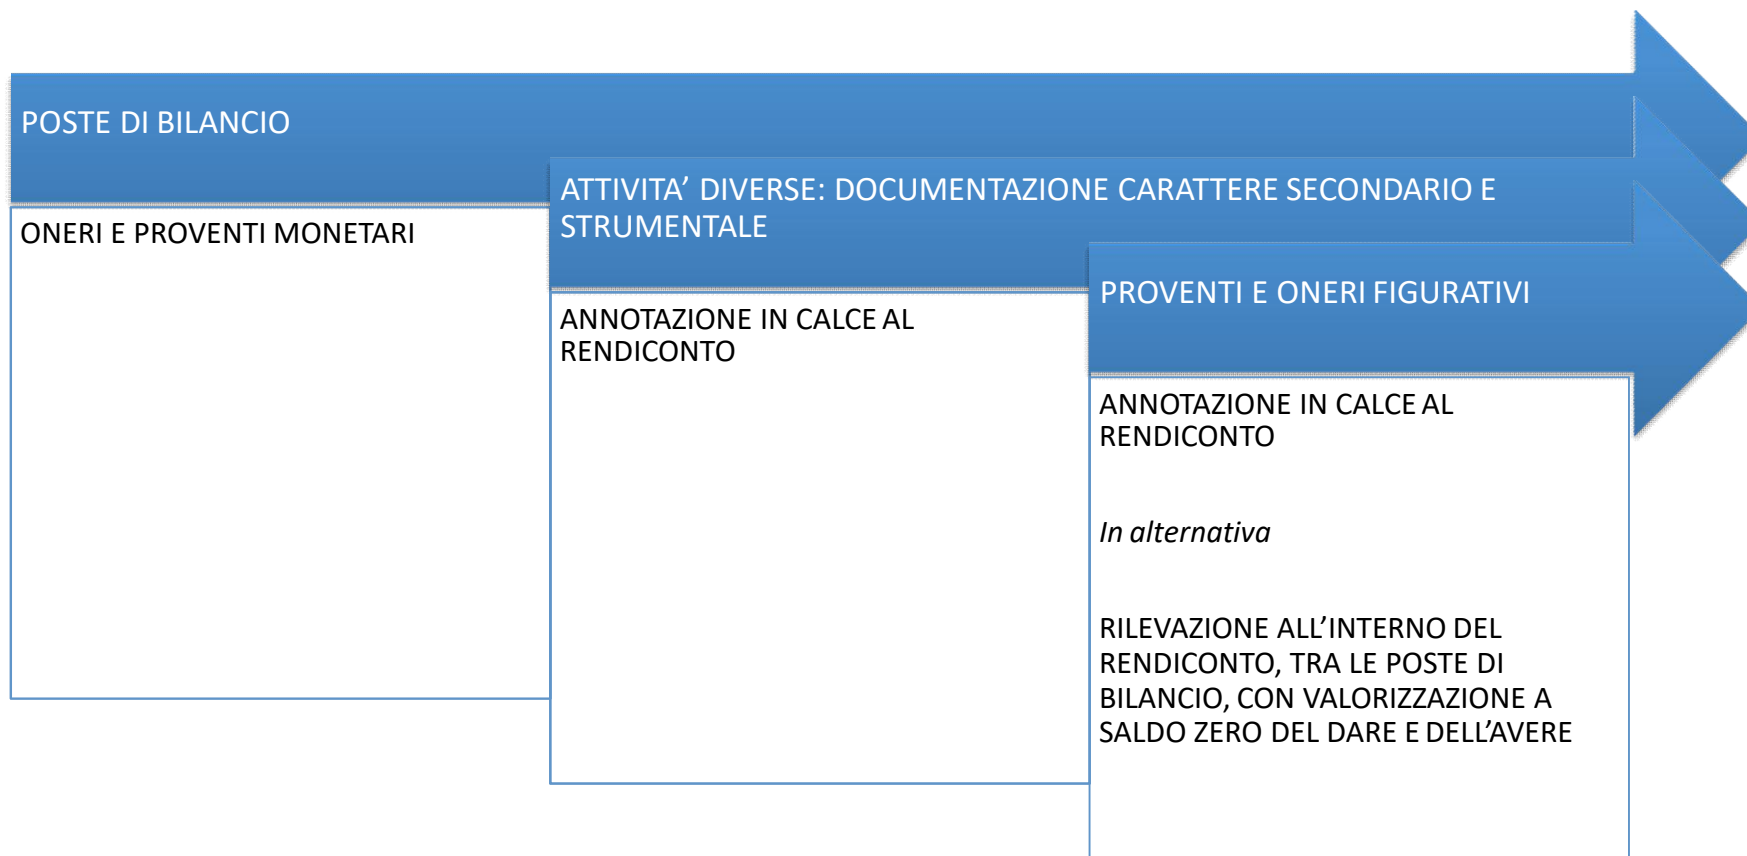 POSTE DI BILANCIO
ONERI E PROVENTI MONETARI
ATTIVITA’ DIVERSE: DOCUMENTAZIONE CARATTERE SECONDARIO E
STRUMENTALE
ANNOTAZIONE IN CALCE AL
RENDICONTO
PROVENTI E ONERI FIGURATIVI
ANNOTAZIONE IN CALCE AL
RENDICONTO
In alternativa
RILEVAZIONE ALL’INTERNO DEL
RENDICONTO, TRA LE POSTE DI
BILANCIO, CON VALORIZZAZIONE A
SALDO ZERO DEL DARE E DELL’AVERE